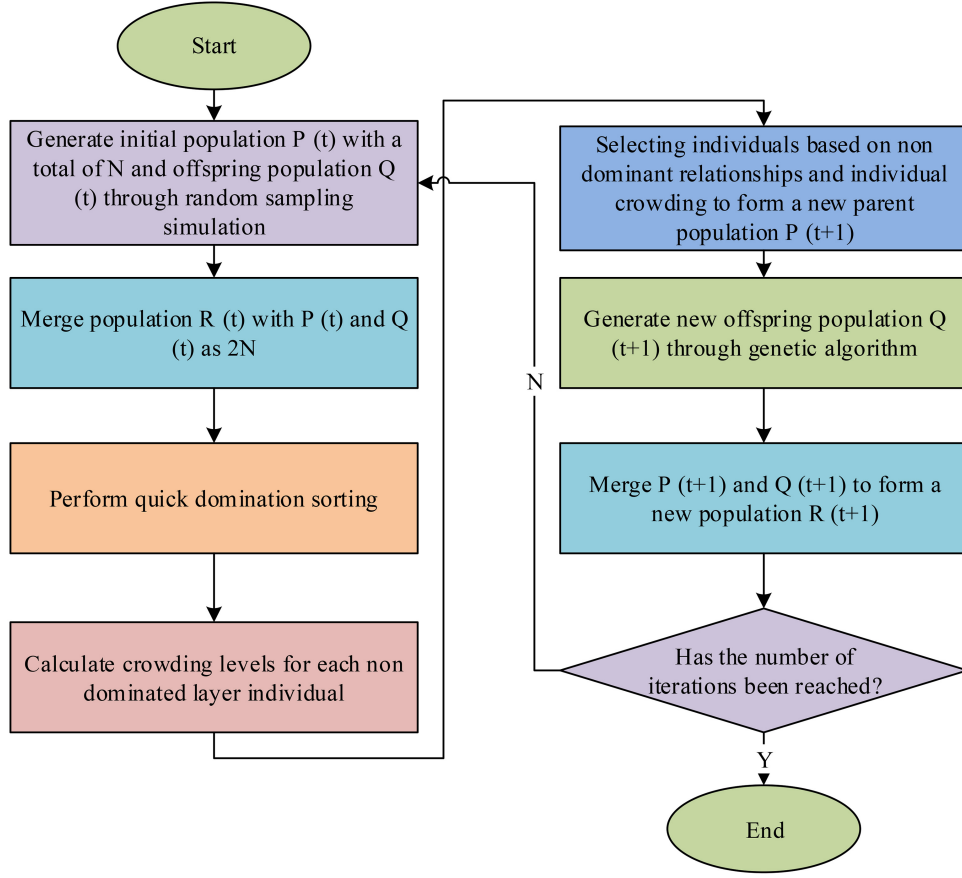 Start
Generate initial population P (t) with a
total of N and offspring population Q
(t) through random sampling
simulation
Merge population R (t) with P (t) and Q
(t) as 2N
Perform quick domination sorting
Calculate crowding levels for each non
dominated layer individual
Selecting individuals based on non
dominant relationships and individual
crowding to form a new parent
population P (t+1)
Generate new offspring population Q
(t+1) through genetic algorithm
Merge P (t+1) and Q (t+1) to form a
new population R (t+1)
Has the number of
iterations been reached?
N
Y
End